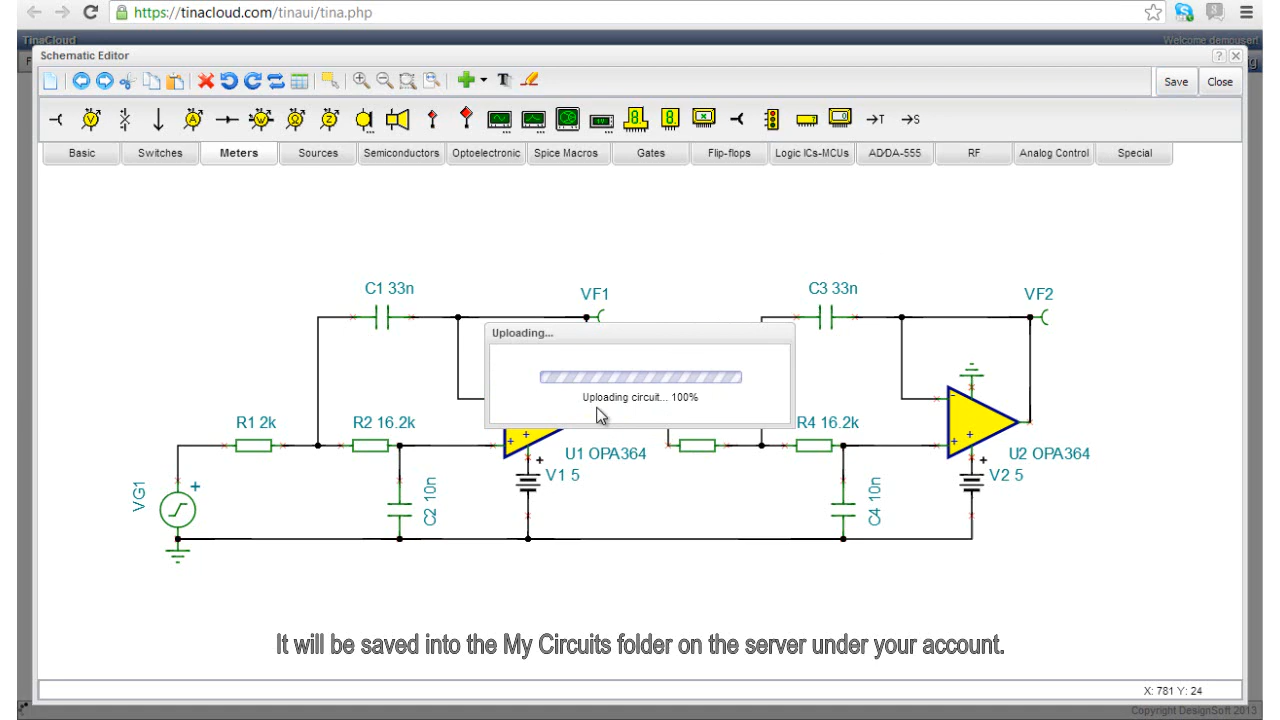 https://tinacloud.com/tinaui/tina.php
TinaCloud
Welcome demouser!
Schematic Editor
Save
Close
Basic
Switches
Meters
Sources
Semiconductors
Optoelectronic
Spice Macros
Gates
Flip-flops
Logic ICs-MCUs
AD/DA-555
RF
Analog Control
Special
C1 33n
VF1
C3 33n
VF2
Uploading...
Uploading circuit... 100%
R1 2k
R2 16.2k
R4 16.2k
U1 OPA364
U2 OPA364
V1 5
V2 5
VG1
C2 10n
C4 10n
It will be saved into the My Circuits folder on the server under your account.
X: 781 Y: 24
Copyright DesignSoft 2013